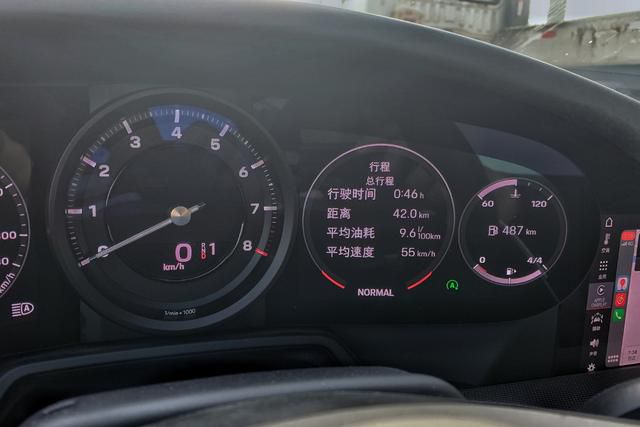 4
3
5
2
6
1
7
0
8
0 R N D 1
km/h
1/min×1000
km/h
行程
总行程
行驶时间 0:46 h
距离 42.0 km
平均油耗 9.6 l/100km
平均速度 55 km/h
NORMAL
60 120
487 km
0 4/4
A
A